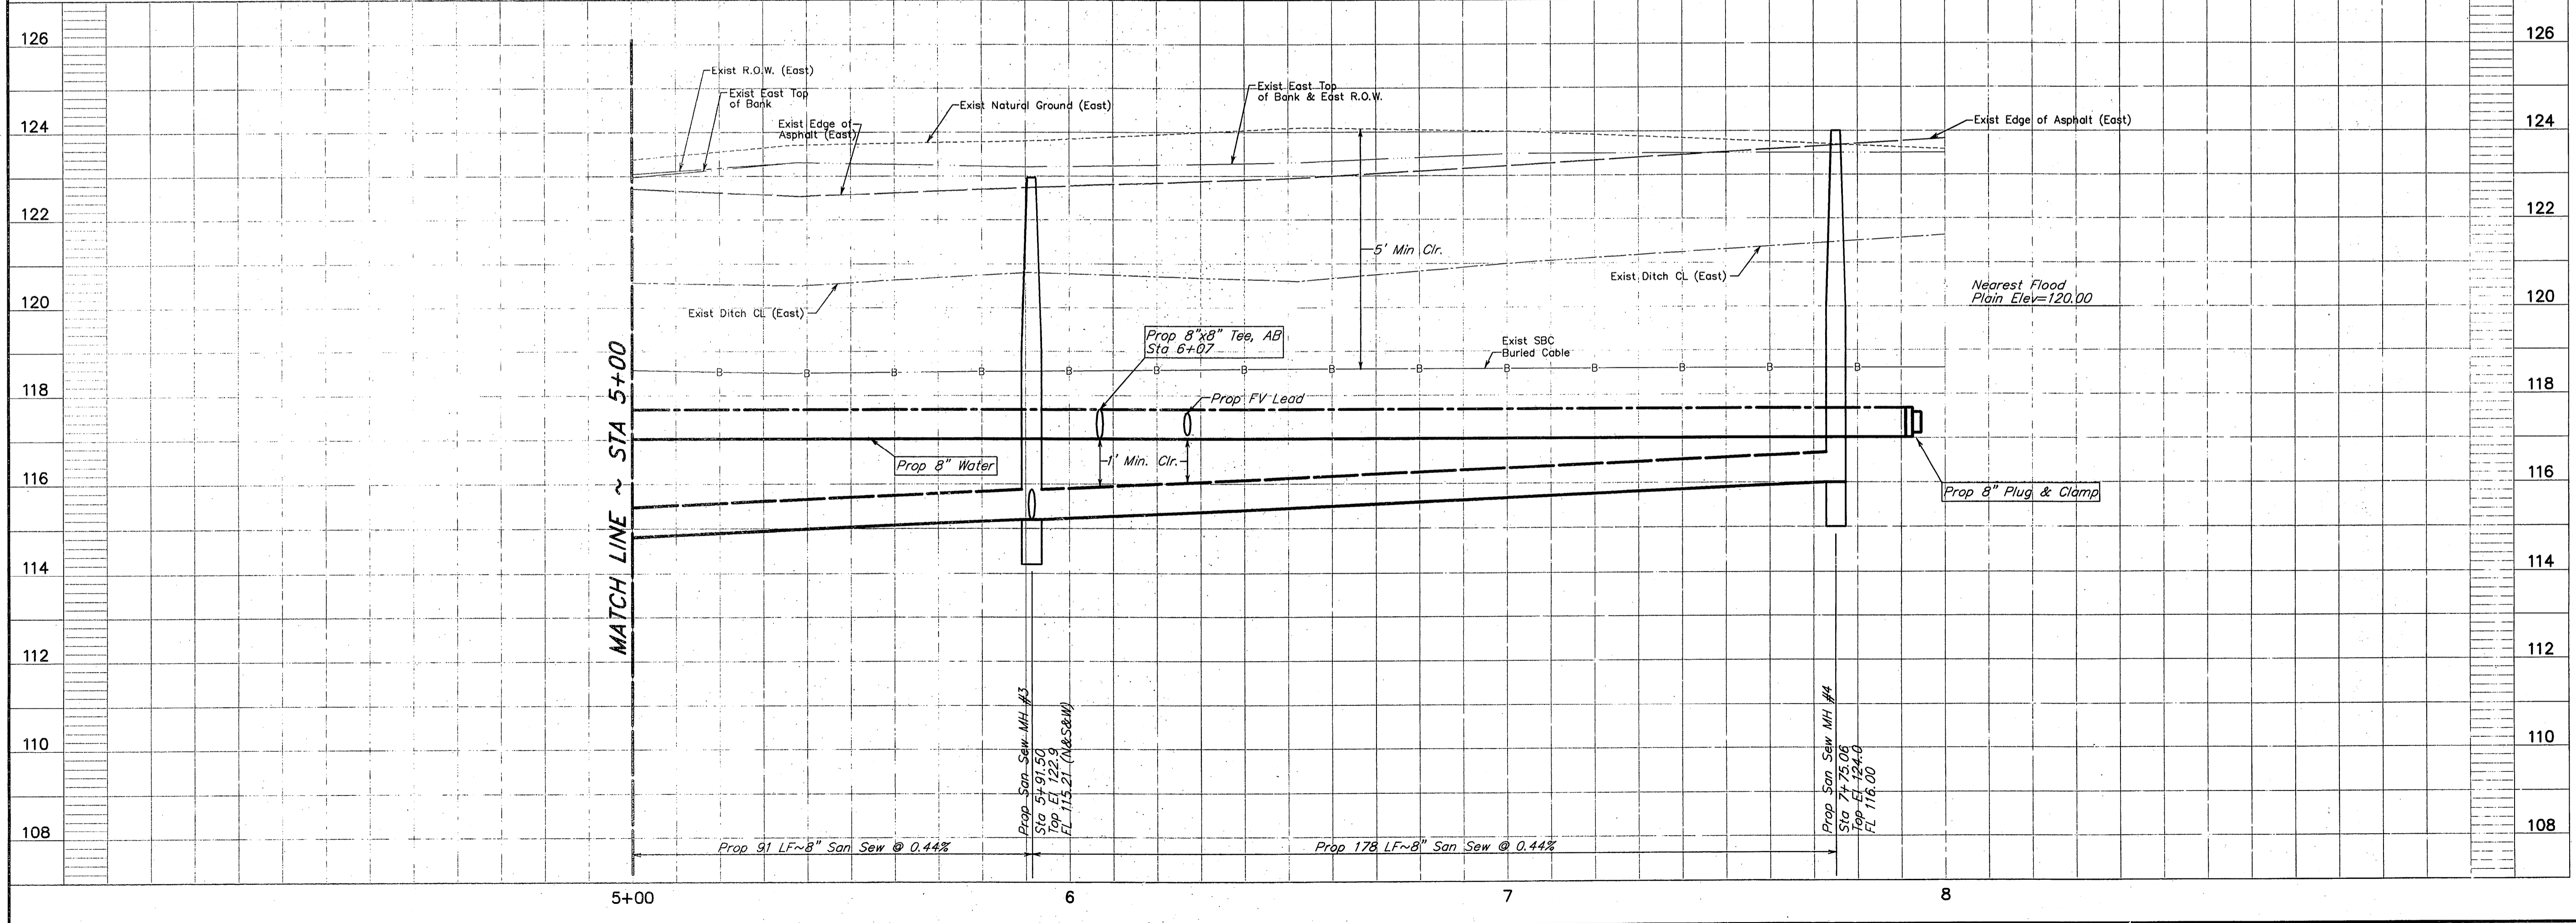 126
124
122
120
118
116
114
112
110
108
Exist R.O.W. (East)
Exist East Top
of Bank
Exist Edge of
Asphalt (East)
Exist Natural Ground (East)
Exist East Top
of Bank & East R.O.W.
Exist Edge of Asphalt (East)
5' Min Clr.
Exist Ditch CL (East)
Exist Ditch CL (East)
Nearest Flood
Plain Elev=120.00
Prop 8"x8" Tee, AB
Sta 6+07
Exist SBC
Buried Cable
B B B B B B B B B B B B B B
Prop FV Lead
MATCH LINE ~ STA 5+00
Prop 8" Water
1' Min. Clr.
Prop 8" Plug & Clamp
Prop San Sew MH #3
Sta 5+91.50
Top El 122.9
FL 115.21 (N&S&W)
Prop San Sew MH #4
Sta 7+75.06
Top El 124.0
FL 116.00
Prop 91 LF~8" San Sew @ 0.44%
Prop 178 LF~8" San Sew @ 0.44%
5+00
6
7
8
126
124
122
120
118
116
114
112
110
108